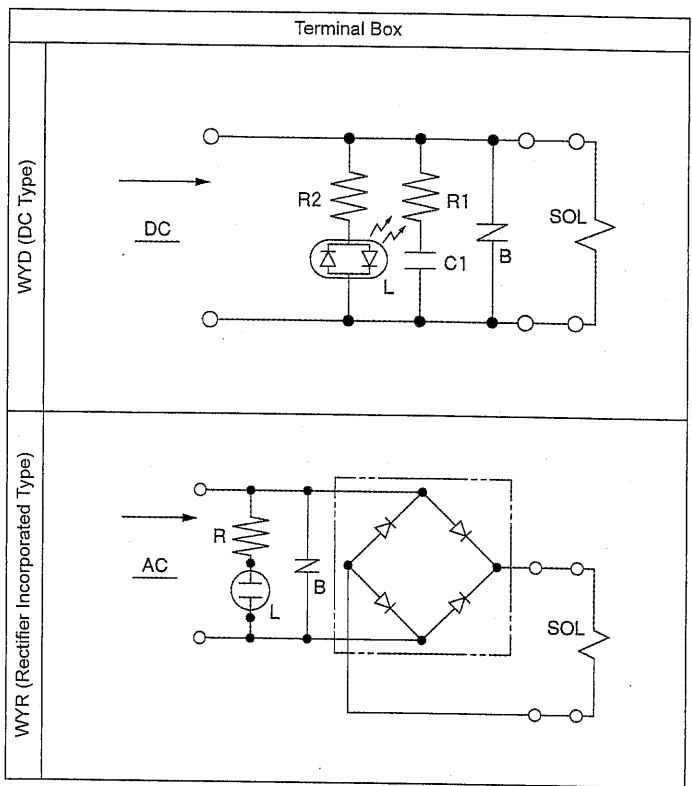 Terminal Box
WYD (DC Type)
DC
R2
R1
L
C1
B
SOL
WYR (Rectifier Incorporated Type)
AC
R
L
B
SOL